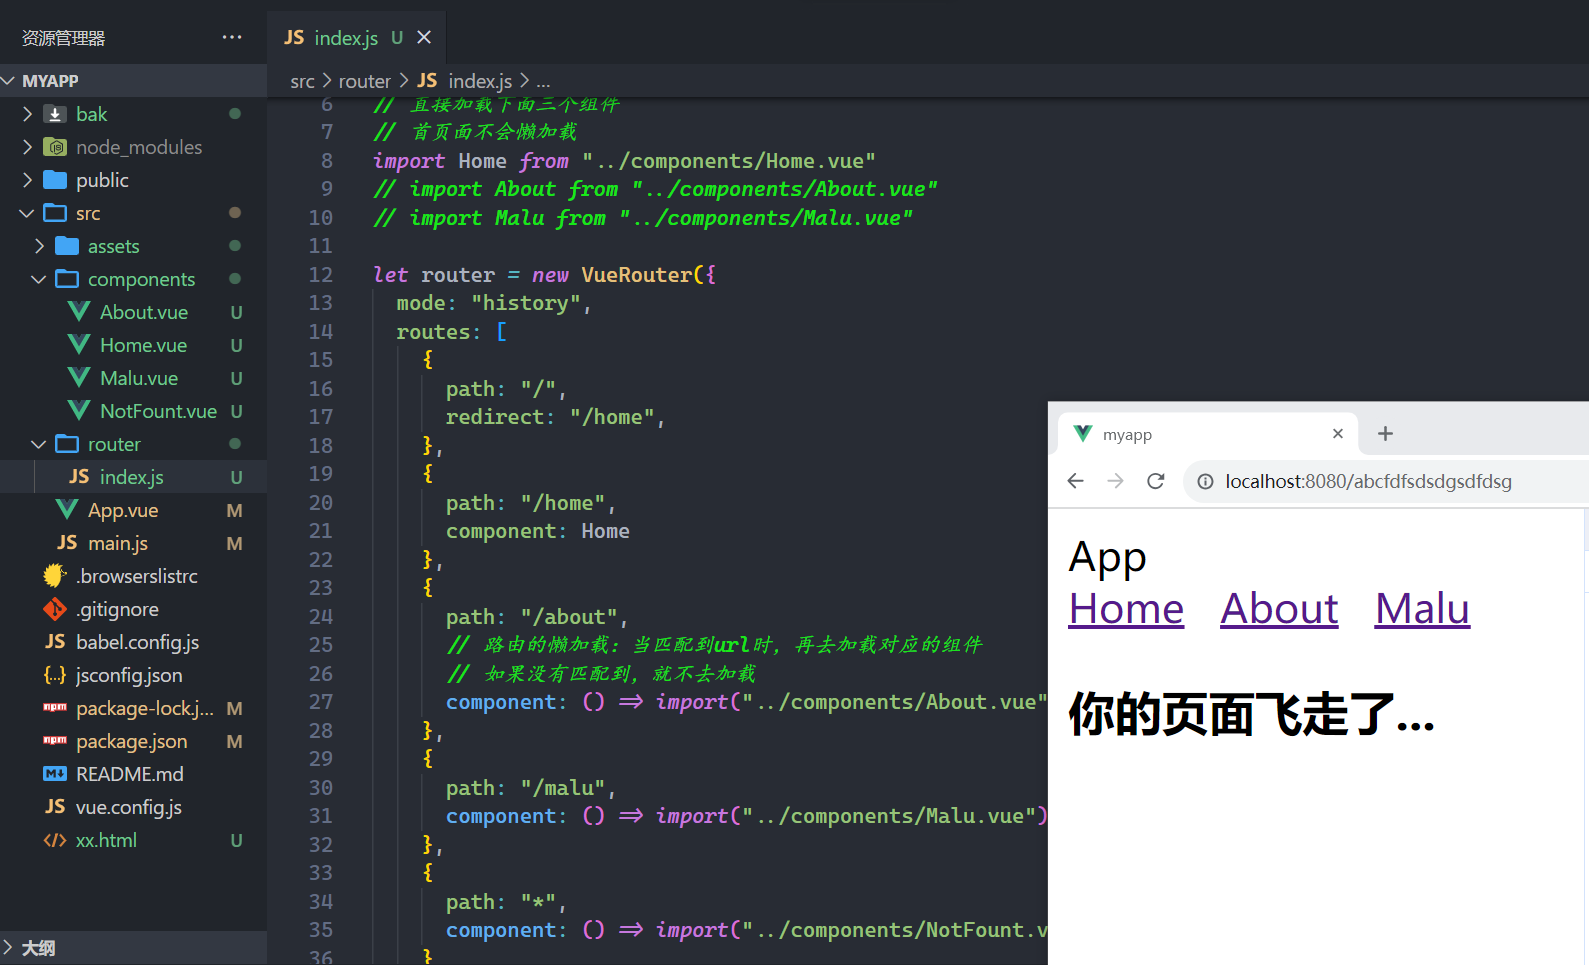 资源管理器 ...
MYAPP
bak
node_modules
public
src
assets
components
About.vue U
Home.vue U
Malu.vue U
NotFount.vue U
router
JS index.js U
App.vue M
JS main.js M
.browserslistrc
.gitignore
JS babel.config.js
{..} jsconfig.json
npm package-lock.j... M
npm package.json M
README.md
JS vue.config.js
</> xx.html U
大纲
JS index.js U
src > router > JS index.js > ...
6 // 直接加载下面三个组件
7 // 首页面不会懒加载
8 import Home from "../components/Home.vue"
9 // import About from "../components/About.vue"
10 // import Malu from "../components/Malu.vue"
11
12 let router = new VueRouter({
13 mode: "history",
14 routes: [
15 {
16 path: "/",
17 redirect: "/home",
18 },
19 {
20 path: "/home",
21 component: Home
22 },
23 {
24 path: "/about",
25 // 路由的懒加载: 当匹配到url时, 再去加载对应的组件
26 // 如果没有匹配到, 就不去加载
27 component: () => import("../components/About.vue"
28 },
29 {
30 path: "/malu",
31 component: () => import("../components/Malu.vue")
32 },
33 {
34 path: "*",
35 component: () => import("../components/NotFount.v
36 }
myapp
localhost:8080/abcfdfsdsdgsdfdsg
App
Home About Malu
你的页面飞走了...